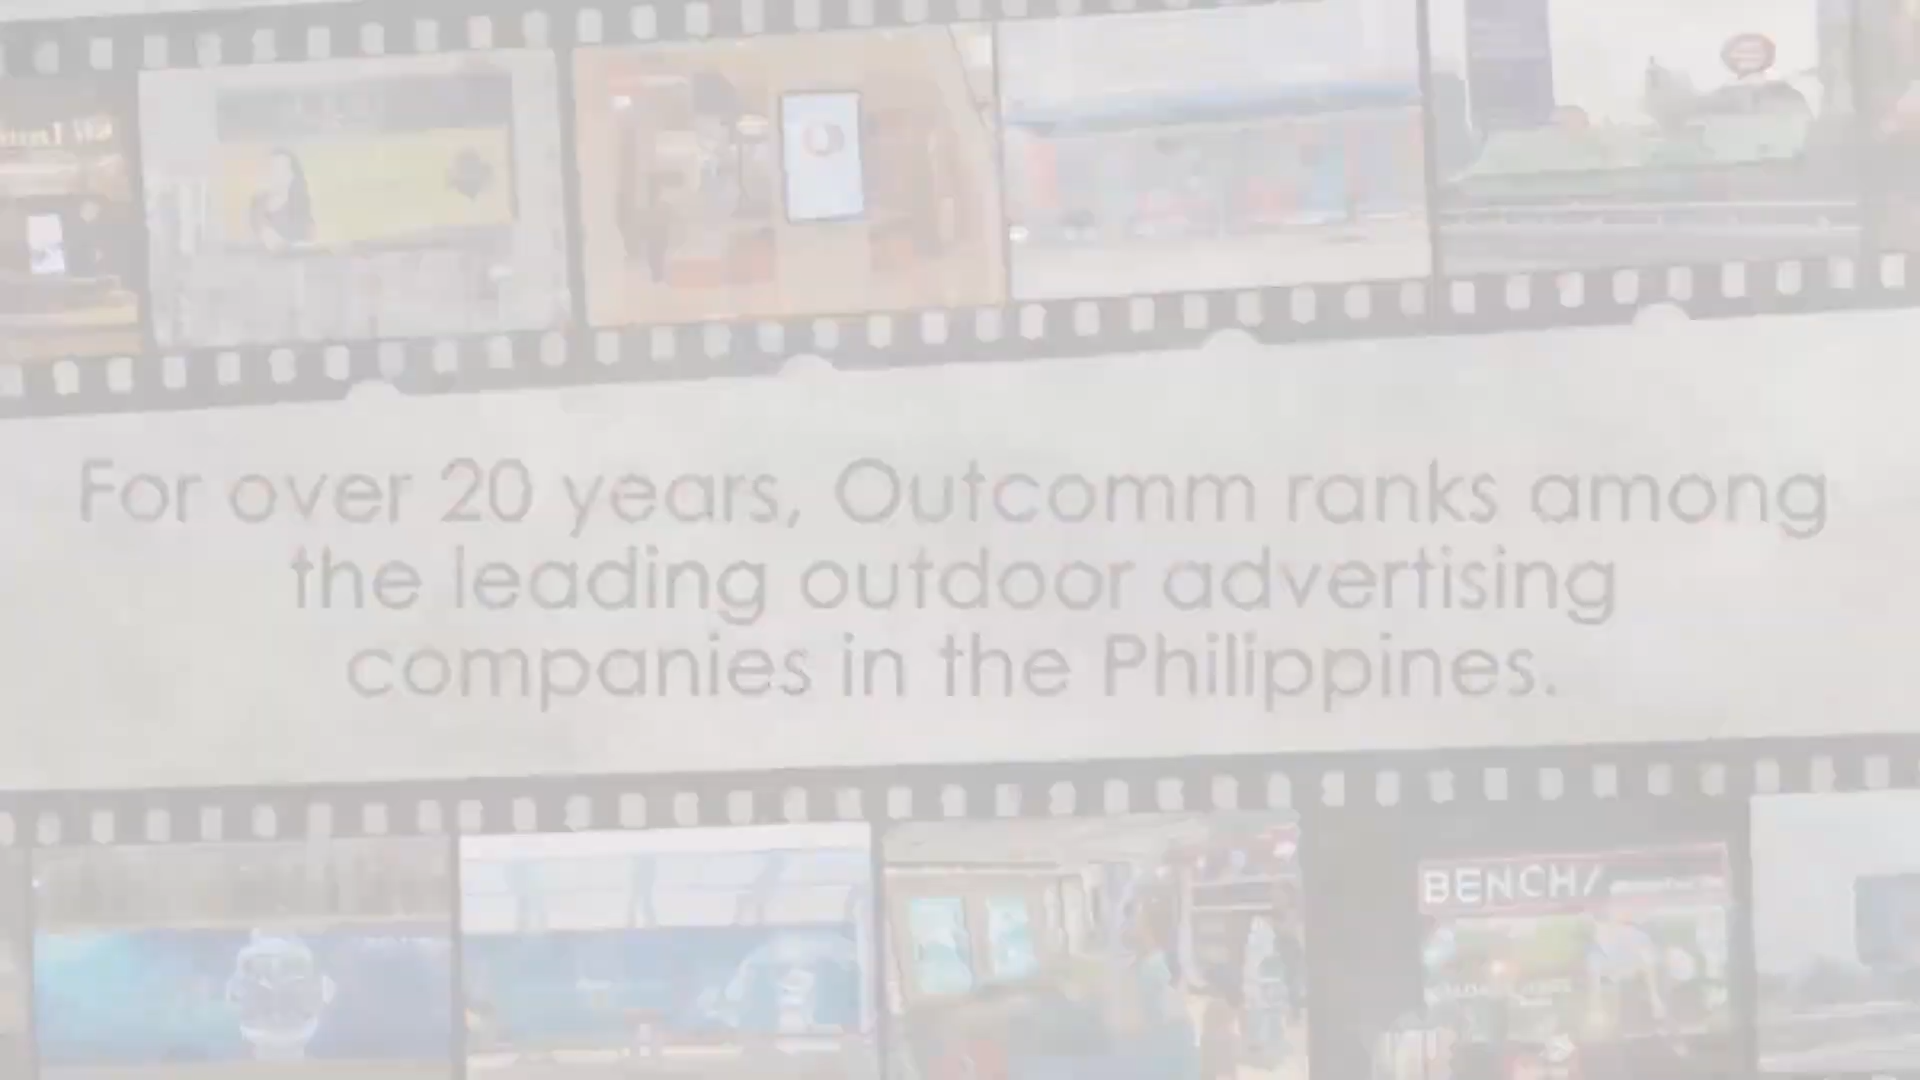 For over 20 years, Outcomm ranks among
the leading outdoor advertising
companies in the Philippines.
BENCH/